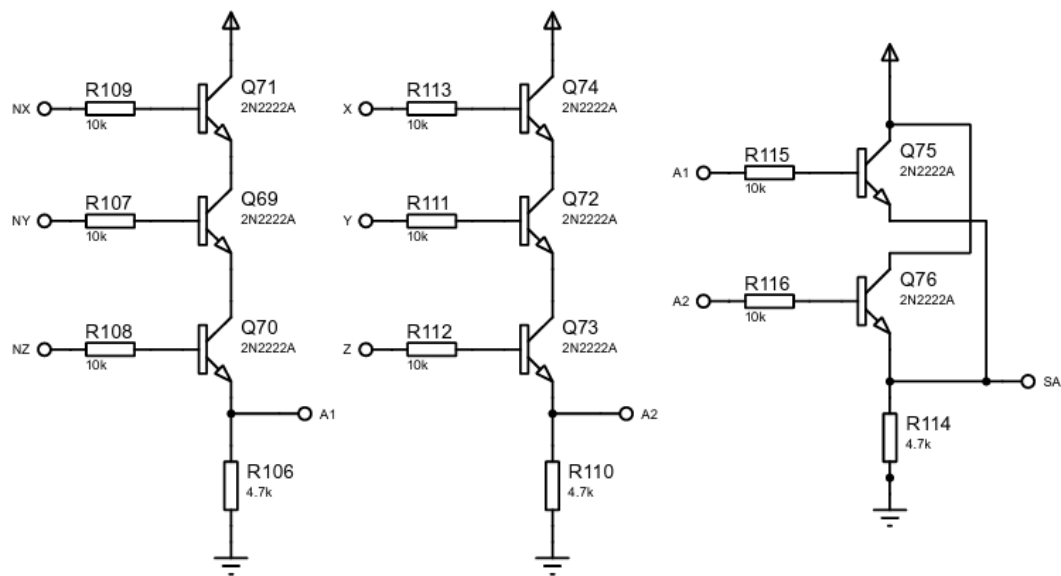 NX
R109
10k
Q71
2N2222A
NY
R107
10k
Q69
2N2222A
NZ
R108
10k
Q70
2N2222A
A1
R106
4.7k
X
R113
10k
Q74
2N2222A
Y
R111
10k
Q72
2N2222A
Z
R112
10k
Q73
2N2222A
A2
R110
4.7k
A1
R115
10k
Q75
2N2222A
A2
R116
10k
Q76
2N2222A
SA
R114
4.7k